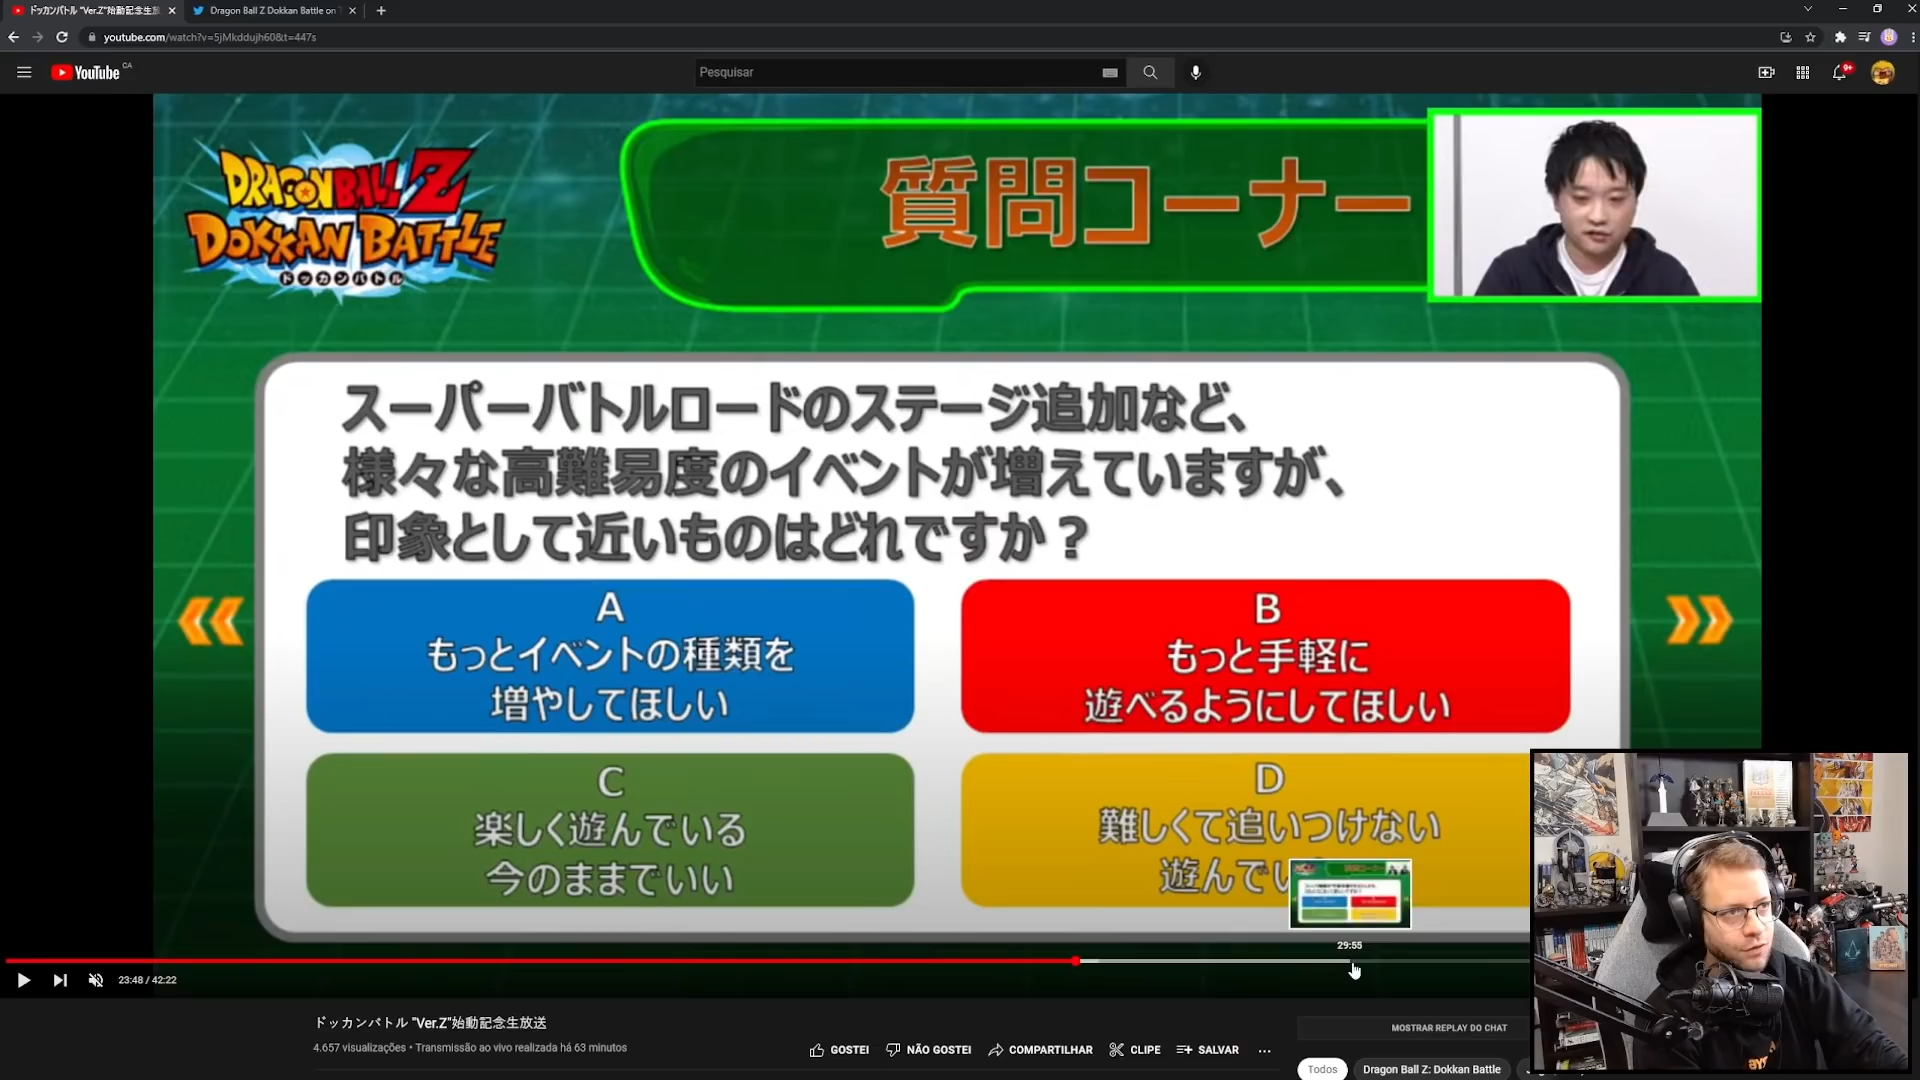 ドッカンバトル "Ver.Z"始動記念生放
Dragon Ball Z Dokkan Battle on
youtube.com/watch?v=5jMkddujh60&t=447s
YouTube CA
Pesquisar
9+
DRAGON BALL Z
DOKKAN BATTLE
ドッカンバトル
質問コーナー
スーパーバトルロードのステージ追加など、
様々な高難易度のイベントが増えていますが、
印象として近いものはどれですか？
A
もっとイベントの種類を
増やしてほしい
B
もっと手軽に
遊べるようにしてほしい
C
楽しく遊んでいる
今のままでいい
D
難しくて追いつけない
遊んでい
29:55
23:48 / 42:22
ドッカンバトル "Ver.Z"始動記念生放送
4.657 visualizações • Transmissão ao vivo realizada há 63 minutos
GOSTEI
NÃO GOSTEI
COMPARTILHAR
CLIPE
SALVAR
MOSTRAR REPLAY DO CHAT
Todos
Dragon Ball Z: Dokkan Battle